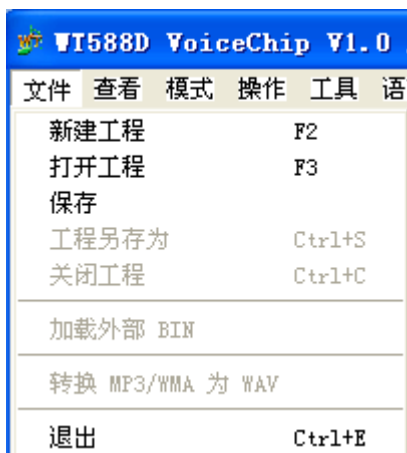 WT588D VoiceChip V1.0
文件 查看 模式 操作 工具 语
新建工程 F2
打开工程 F3
保存
工程另存为 Ctrl+S
关闭工程 Ctrl+C
加载外部 BIN
转换 MP3/WMA 为 WAV
退出 Ctrl+E